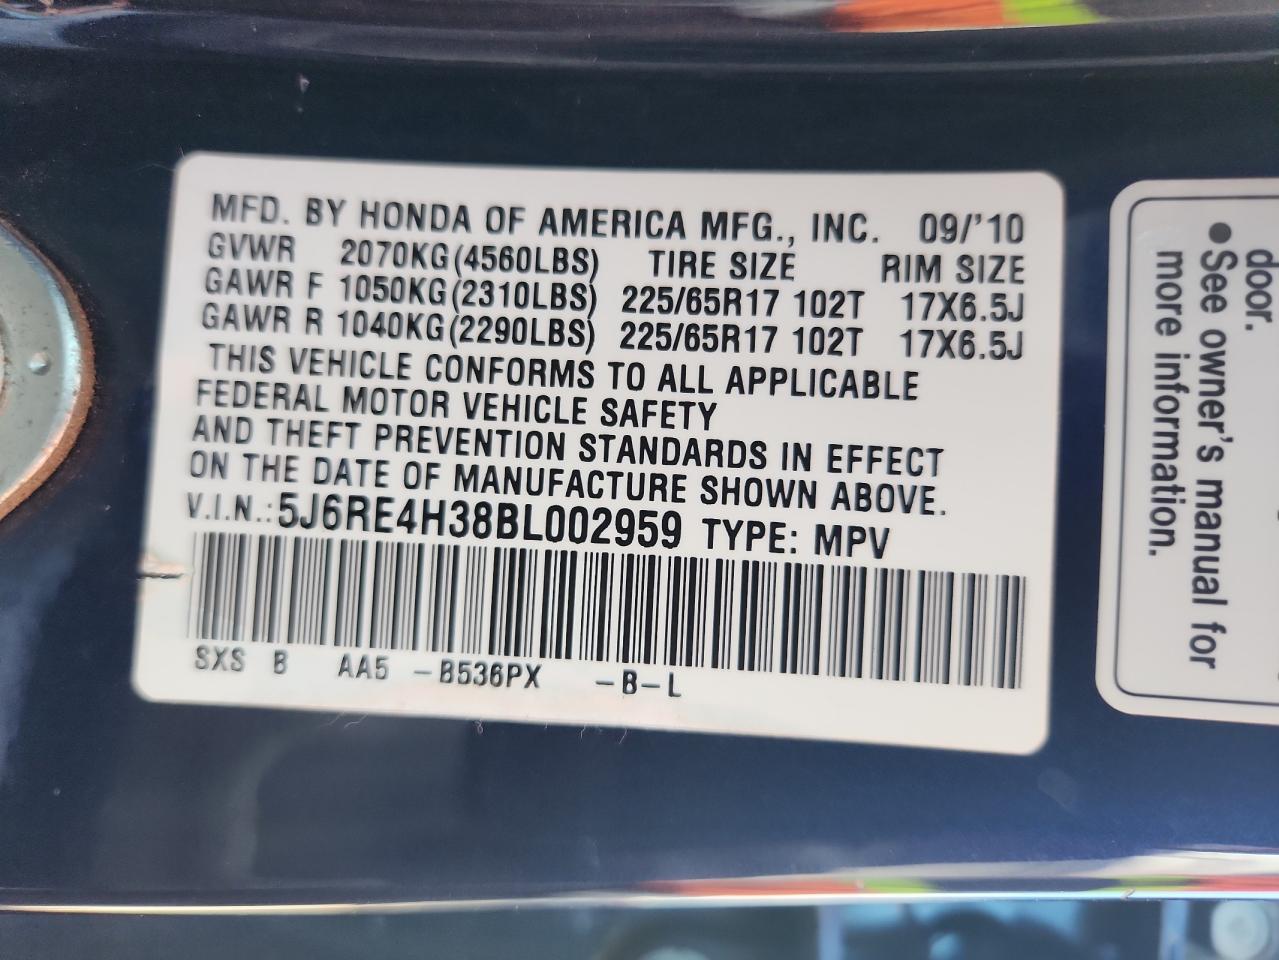 MFD. BY HONDA OF AMERICA MFG., INC. 09/'10
GVWR 2070KG(4560LBS) TIRE SIZE RIM SIZE
GAWR F 1050KG(2310LBS) 225/65R17 102T 17X6.5J
GAWR R 1040KG(2290LBS) 225/65R17 102T 17X6.5J
THIS VEHICLE CONFORMS TO ALL APPLICABLE
FEDERAL MOTOR VEHICLE SAFETY
AND THEFT PREVENTION STANDARDS IN EFFECT
ON THE DATE OF MANUFACTURE SHOWN ABOVE.
V.I.N.: 5J6RE4H38BL002959 TYPE: MPV
SXS B AA5 -B536PX -B-L
door.
●See owner's manual for
more information.